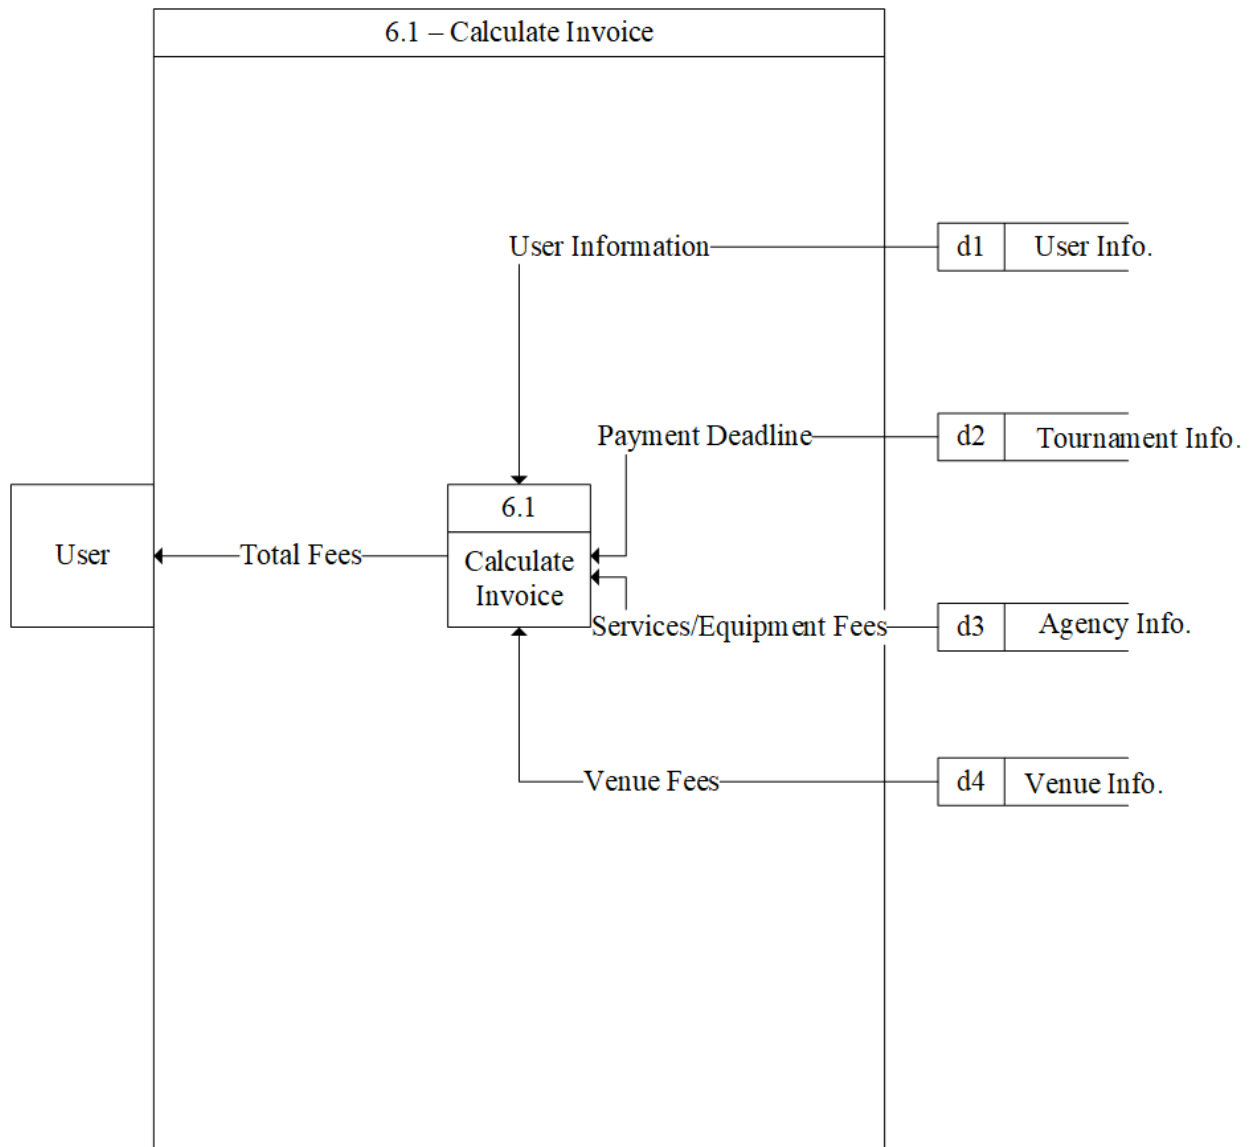 6.1 – Calculate Invoice
User Information
d1
User Info.
Payment Deadline
d2
Tournament Info.
6.1
User
Total Fees
Calculate
Invoice
Services/Equipment Fees
d3
Agency Info.
Venue Fees
d4
Venue Info.